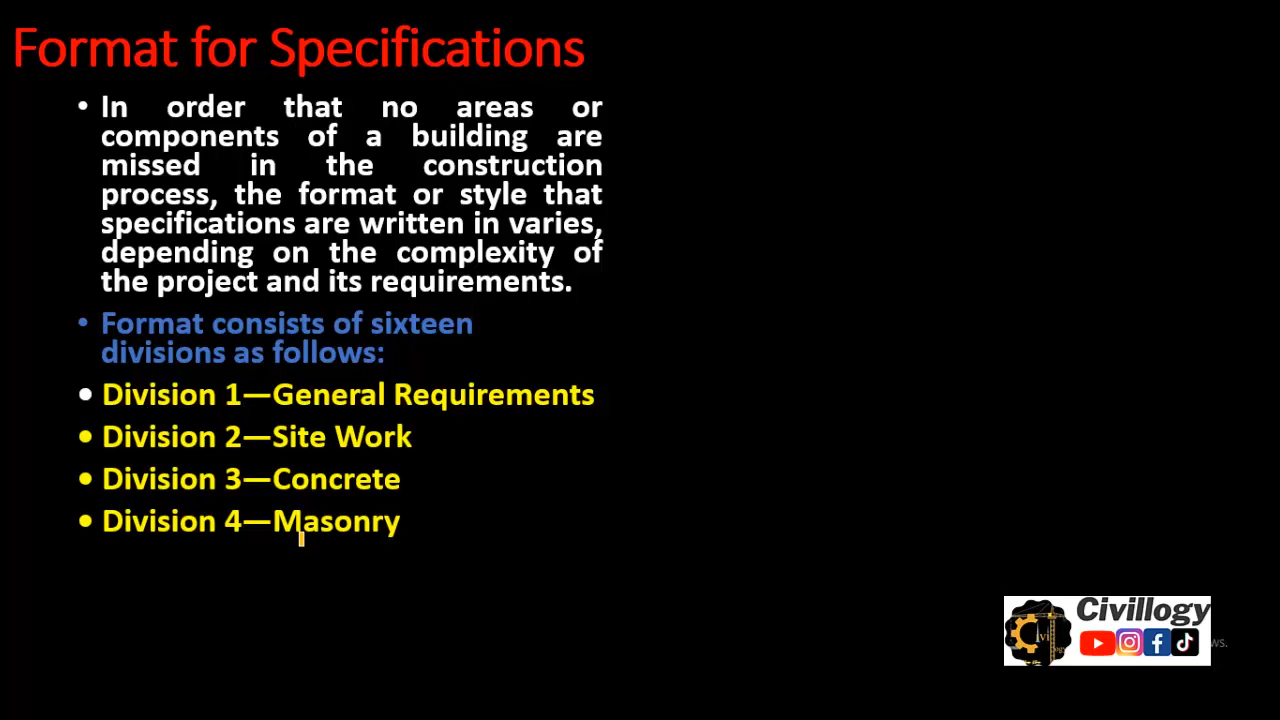 Format for Specifications
• In order that no areas or
components of a building are
missed in the construction
process, the format or style that
specifications are written in varies,
depending on the complexity of
the project and its requirements.
• Format consists of sixteen
divisions as follows:
• Division 1—General Requirements
• Division 2—Site Work
• Division 3—Concrete
• Division 4—Masonry
Civillogy